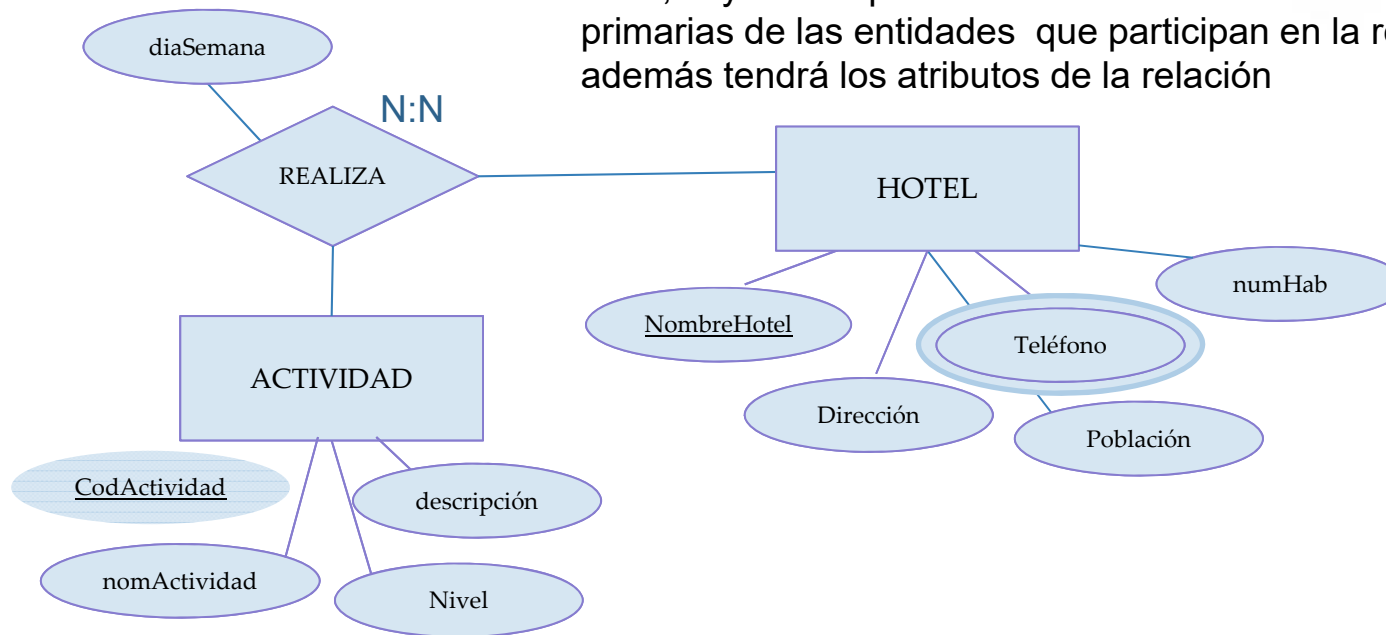 primarias de las entidades que participan en la
además tendrá los atributos de la relación
diaSemana
N:N
REALIZA
HOTEL
NombreHotel
numHab
Teléfono
Dirección
Población
ACTIVIDAD
CodActividad
descripción
nomActividad
Nivel